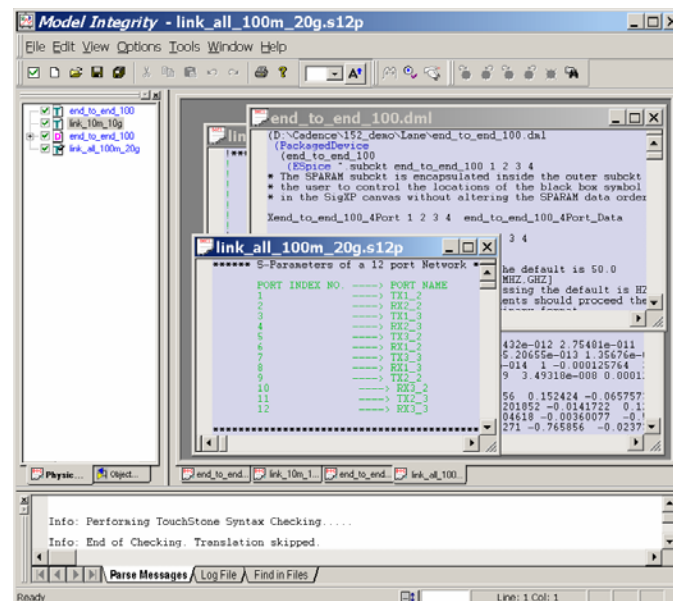 Model Integrity - link_all_100m_20g.s12p
File Edit View Options Tools Window Help
end_to_end_100
link_10m_10g
end_to_end_100
link_all_100m_20g
lin
end_to_end_100.dml
(D:\Cadence\152_demo\Lane\end_to_end_100.dml
(PackagedDevice
(end_to_end_100
(ESpice ".subckt end_to_end_100 1 2 3 4
* The SPARAM subckt is encapsulated inside the outer subckt
* the user to control the locations of the black box symbol
* in the SigXP canvas without altering the SPARAM data order
Xend_to_end_100_4Port 1 2 3 4 end_to_end_100_4Port_Data
3 4
he default is 50.0
MHZ.GHZ]
ssing the default is HZ
ents should proceed the
link_all_100m_20g.s12p
****** S-Parameters of a 12 port Network *
PORT INDEX NO. ----> PORT NAME
1 ----> TX1_2
2 ----> RX2_2
3 ----> TX1_3
4 ----> RX2_3
5 ----> TX3_2
6 ----> RX1_2
7 ----> TX3_3
8 ----> RX1_3
9 ----> TX2_2
10 ----> RX3_2
11 ----> TX2_3
12 ----> RX3_3
432e-012 2.75401e-011
5.20655e-013 1.35676e-
-014 1 -0.000125764
9 3.49318e-008 0.0001
56 0.152424 -0.065757
201852 -0.0141722 0.1
04618 -0.00360077
271 -0.765856 -0.0237
Physic... Object...
end_to_end... link_10m_1... end_to_end... link_all_100...
Info: Performing TouchStone Syntax Checking.....
Info: End of Checking. Translation skipped.
Parse Messages Log File Find in Files
Ready Line: 1 Col: 1